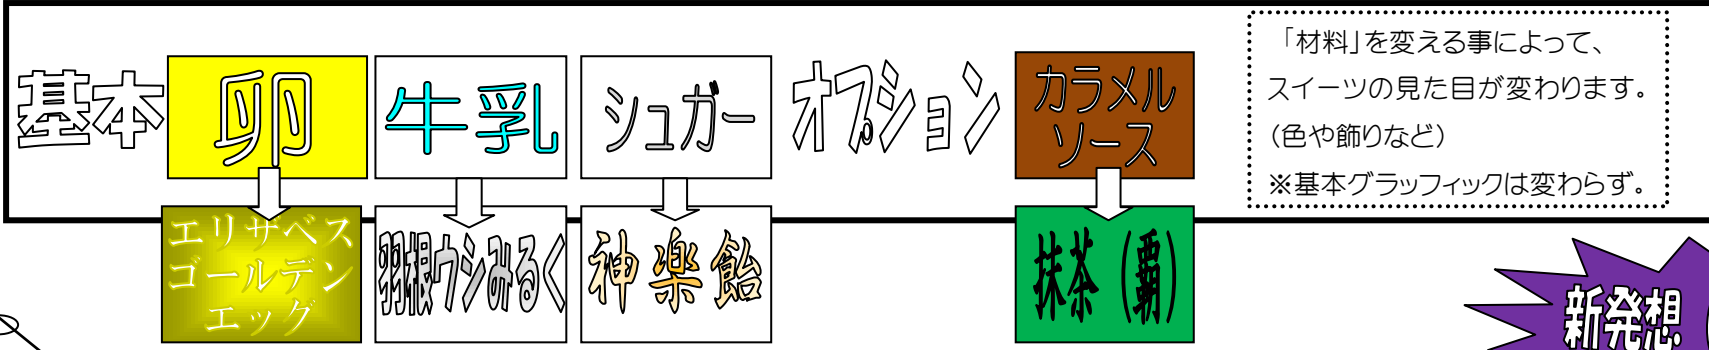 基本
卵
牛乳
シュガー
オプション
カラメル
ソース
「材料」を変える事によって、
スイーツの見た目が変わります。
(色や飾りなど)
※基本グラッフィックは変わらず。
エリザベス
ゴールデン
エッグ
羽根ウシみるく
神楽飴
抹茶(覇)
新発想